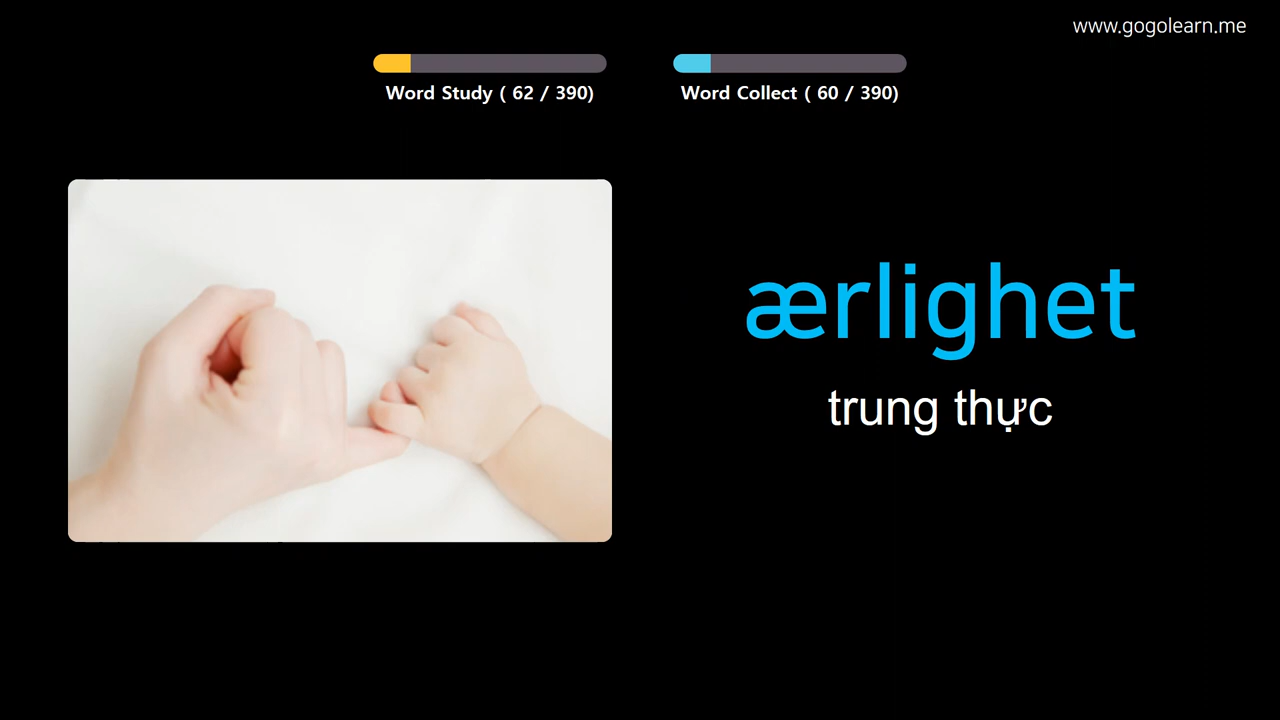 www.gogolearn.me
Word Study ( 62 / 390)
Word Collect ( 60 / 390)
ærlighet
trung thực